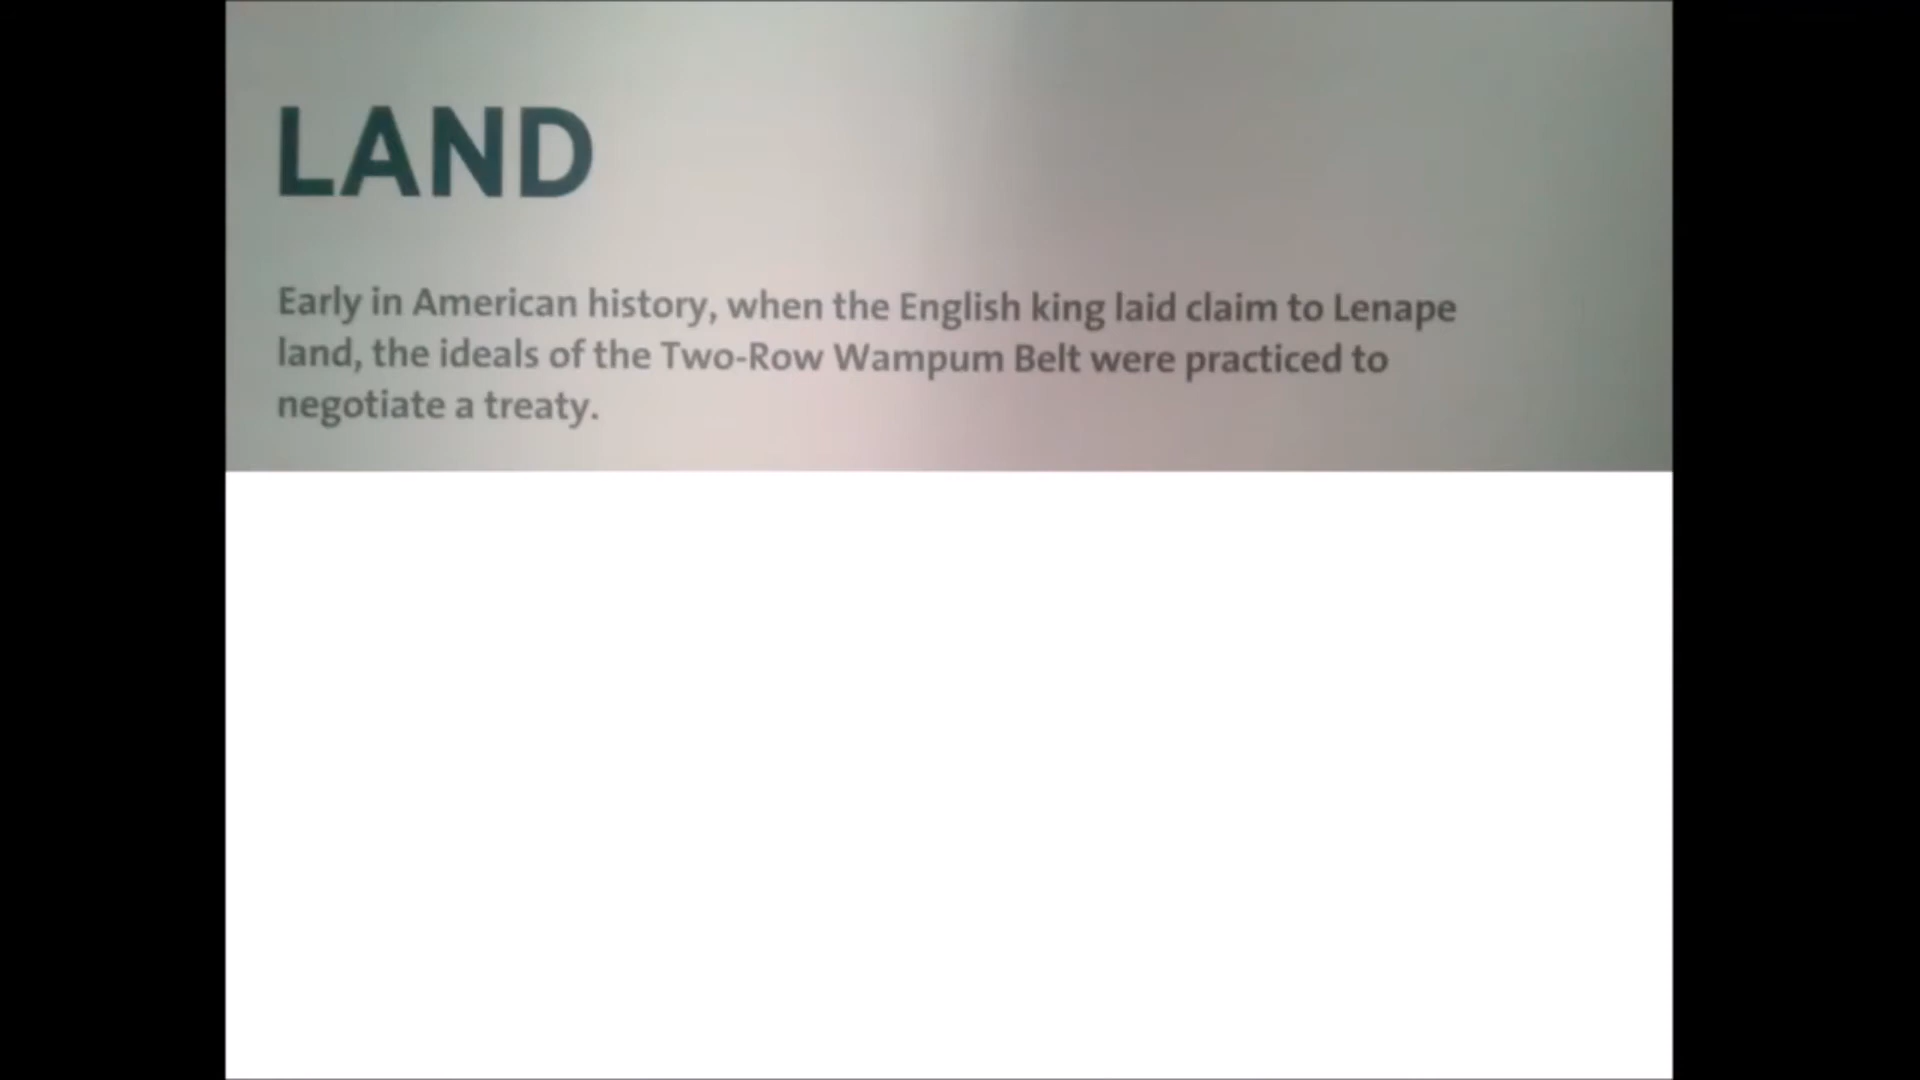 LAND
Early in American history, when the English king laid claim to Lenape
land, the ideals of the Two-Row Wampum Belt were practiced to
negotiate a treaty.